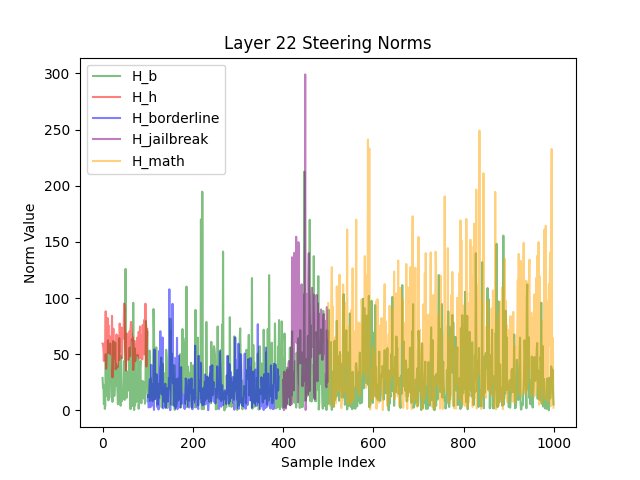 Layer 22 Steering Norms
H_b
H_h
H_borderline
H_jailbreak
H_math
300
250
200
150
100
50
0
Norm Value
0
200
400
600
800
1000
Sample Index